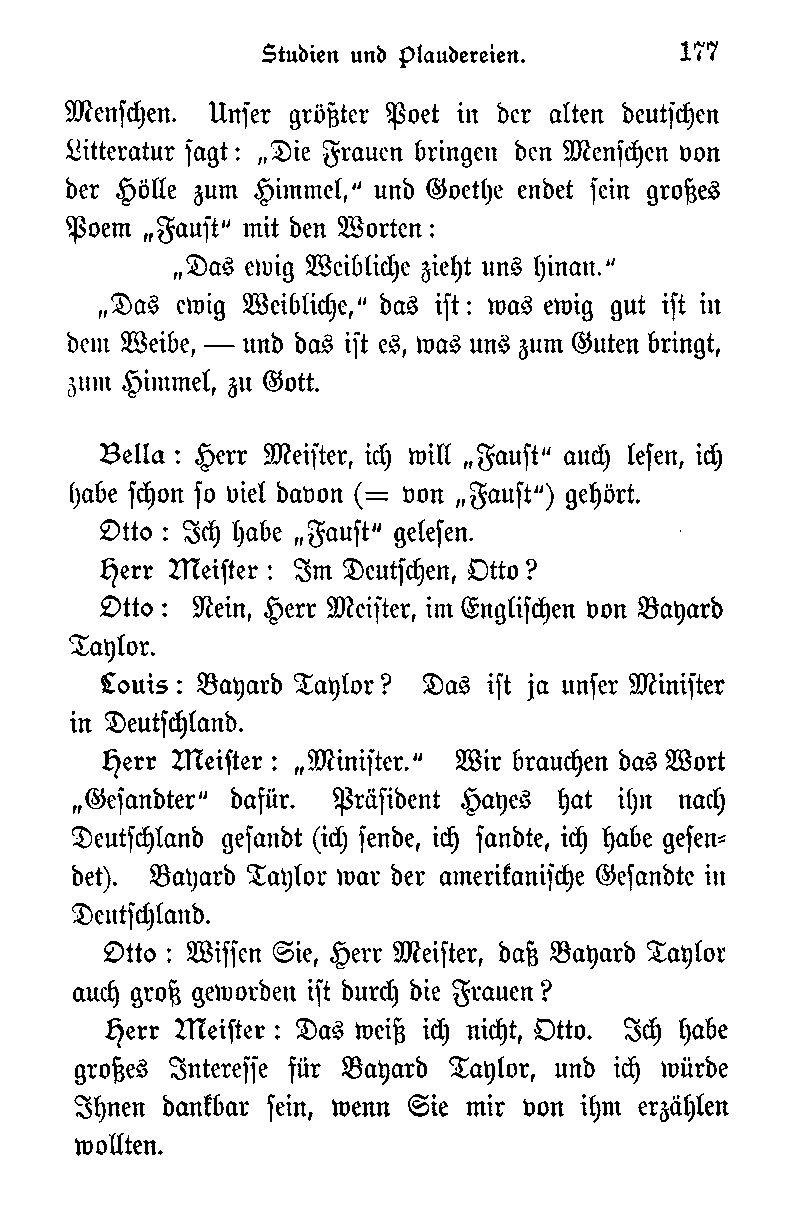 Studien und Plaudereien. 177
Menschen. Unser größter Poet in der alten deutschen
Litteratur sagt: „Die Frauen bringen den Menschen von
der Hölle zum Himmel,“ und Goethe endet sein großes
Poem „Faust“ mit den Worten:
„Das ewig Weibliche zieht uns hinan.“
„Das ewig Weibliche,“ das ist: was ewig gut ist in
dem Weibe, — und das ist es, was uns zum Guten bringt,
zum Himmel, zu Gott.
Bella: Herr Meister, ich will „Faust“ auch lesen, ich
habe schon so viel davon (= von „Faust“) gehört.
Otto: Ich habe „Faust“ gelesen.
Herr Meister: Im Deutschen, Otto?
Otto: Nein, Herr Meister, im Englischen von Bayard
Taylor.
Louis: Bayard Taylor? Das ist ja unser Minister
in Deutschland.
Herr Meister: „Minister.“ Wir brauchen das Wort
„Gesandter“ dafür. Präsident Hayes hat ihn nach
Deutschland gesandt (ich sende, ich sandte, ich habe gesen-
det). Bayard Taylor war der amerikanische Gesandte in
Deutschland.
Otto: Wissen Sie, Herr Meister, daß Bayard Taylor
auch groß geworden ist durch die Frauen?
Herr Meister: Das weiß ich nicht, Otto. Ich habe
großes Interesse für Bayard Taylor, und ich würde
Ihnen dankbar sein, wenn Sie mir von ihm erzählen
wollten.